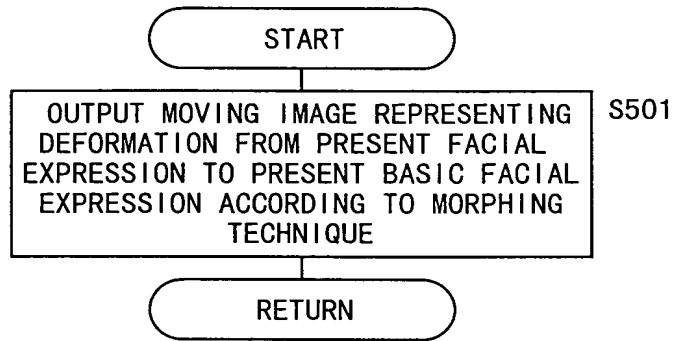 START
OUTPUT MOVING IMAGE REPRESENTING
S501
DEFORMATION FROM PRESENT FACIAL
EXPRESSION TO PRESENT BASIC FACIAL
EXPRESSION ACCORDING TO MORPHING
TECHNIQUE
RETURN